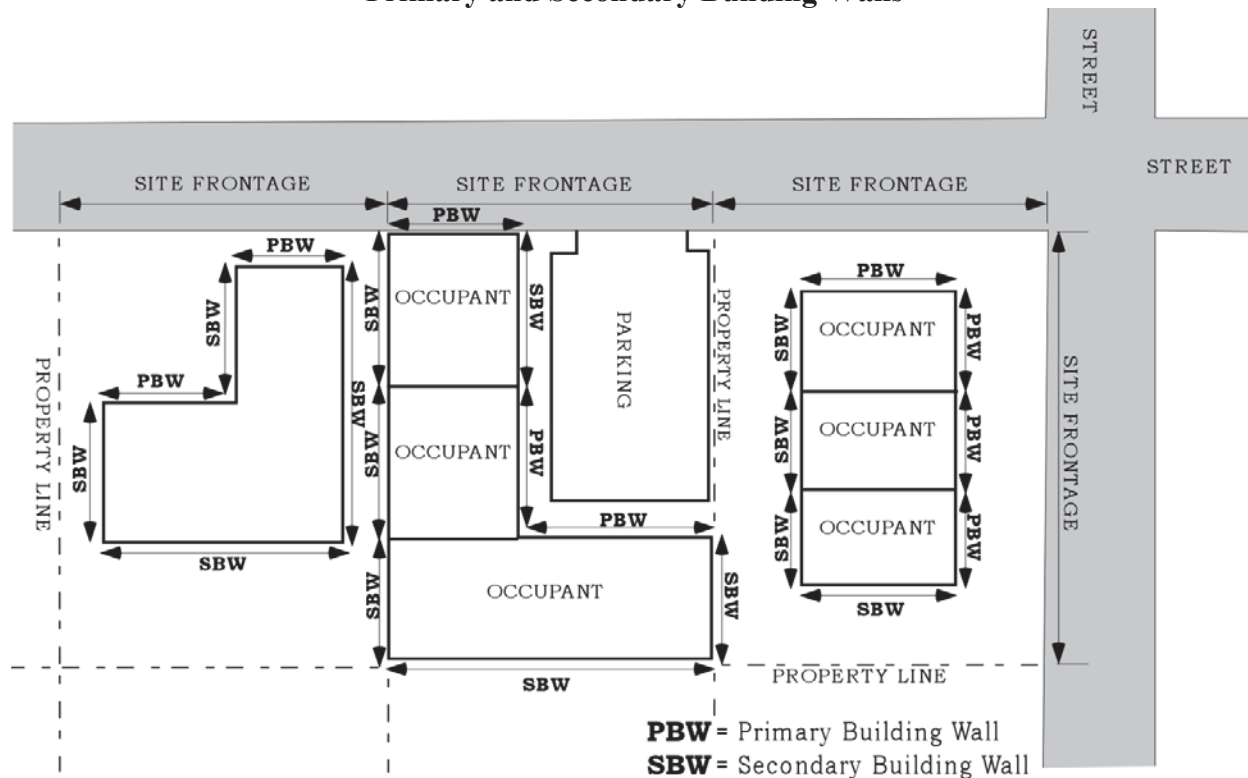 Primary and Secondary Building Walls
STREET
STREET
SITE FRONTAGE
SITE FRONTAGE
SITE FRONTAGE
PBW
PBW
PBW
SBW
SBW
SBW
OCCUPANT
PARKING
PROPERTY LINE
SBW
OCCUPANT
PBW
SITE FRONTAGE
PROPERTY LINE
PBW
SBW
SBW
SBW
OCCUPANT
PBW
SBW
OCCUPANT
PBW
PBW
SBW
OCCUPANT
PBW
SBW
SBW
OCCUPANT
SBW
SBW
SBW
PROPERTY LINE
PBW = Primary Building Wall
SBW = Secondary Building Wall